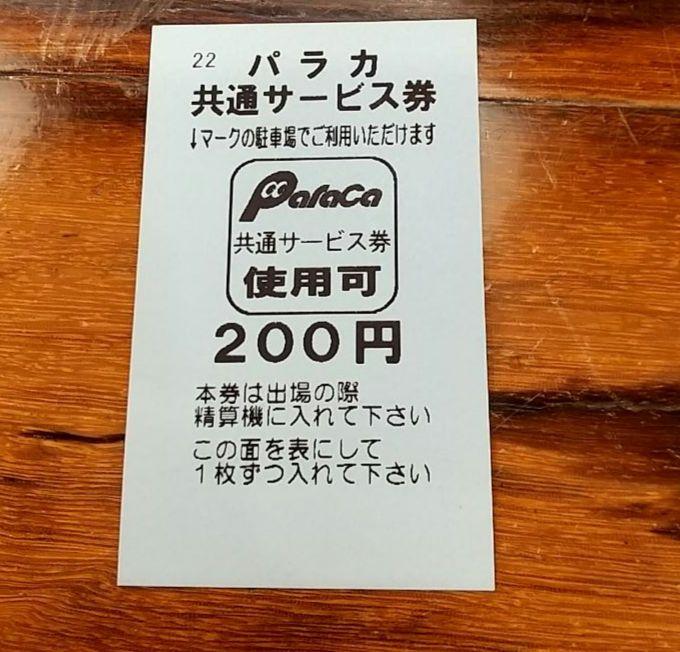 22 パラカ
共通サービス券
↓マークの駐車場でご利用いただけます
Paraca
共通サービス券
使用可
200円
本券は出場の際
精算機に入れて下さい
この面を表にして
1枚ずつ入れて下さい